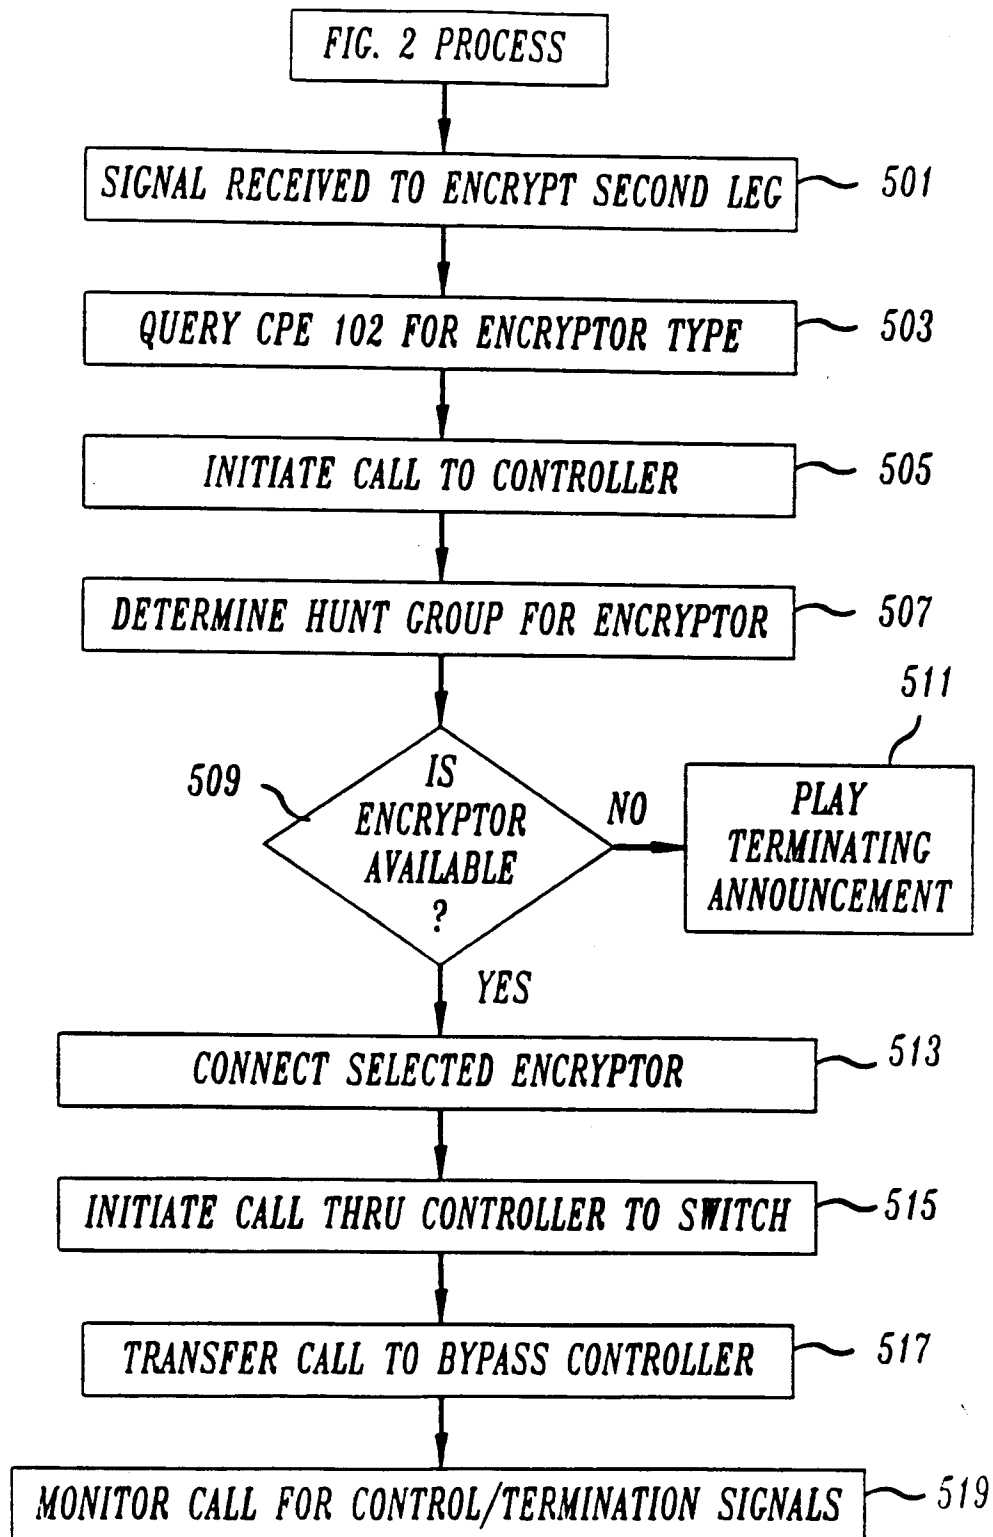 FIG. 2 PROCESS
SIGNAL RECEIVED TO ENCRYPT SECOND LEG
501
QUERY CPE 102 FOR ENCRYPTOR TYPE
503
INITIATE CALL TO CONTROLLER
505
DETERMINE HUNT GROUP FOR ENCRYPTOR
507
509
IS
ENCRYPTOR
AVAILABLE
?
NO
511
PLAY
TERMINATING
ANNOUNCEMENT
YES
CONNECT SELECTED ENCRYPTOR
513
INITIATE CALL THRU CONTROLLER TO SWITCH
515
TRANSFER CALL TO BYPASS CONTROLLER
517
MONITOR CALL FOR CONTROL/TERMINATION SIGNALS
519